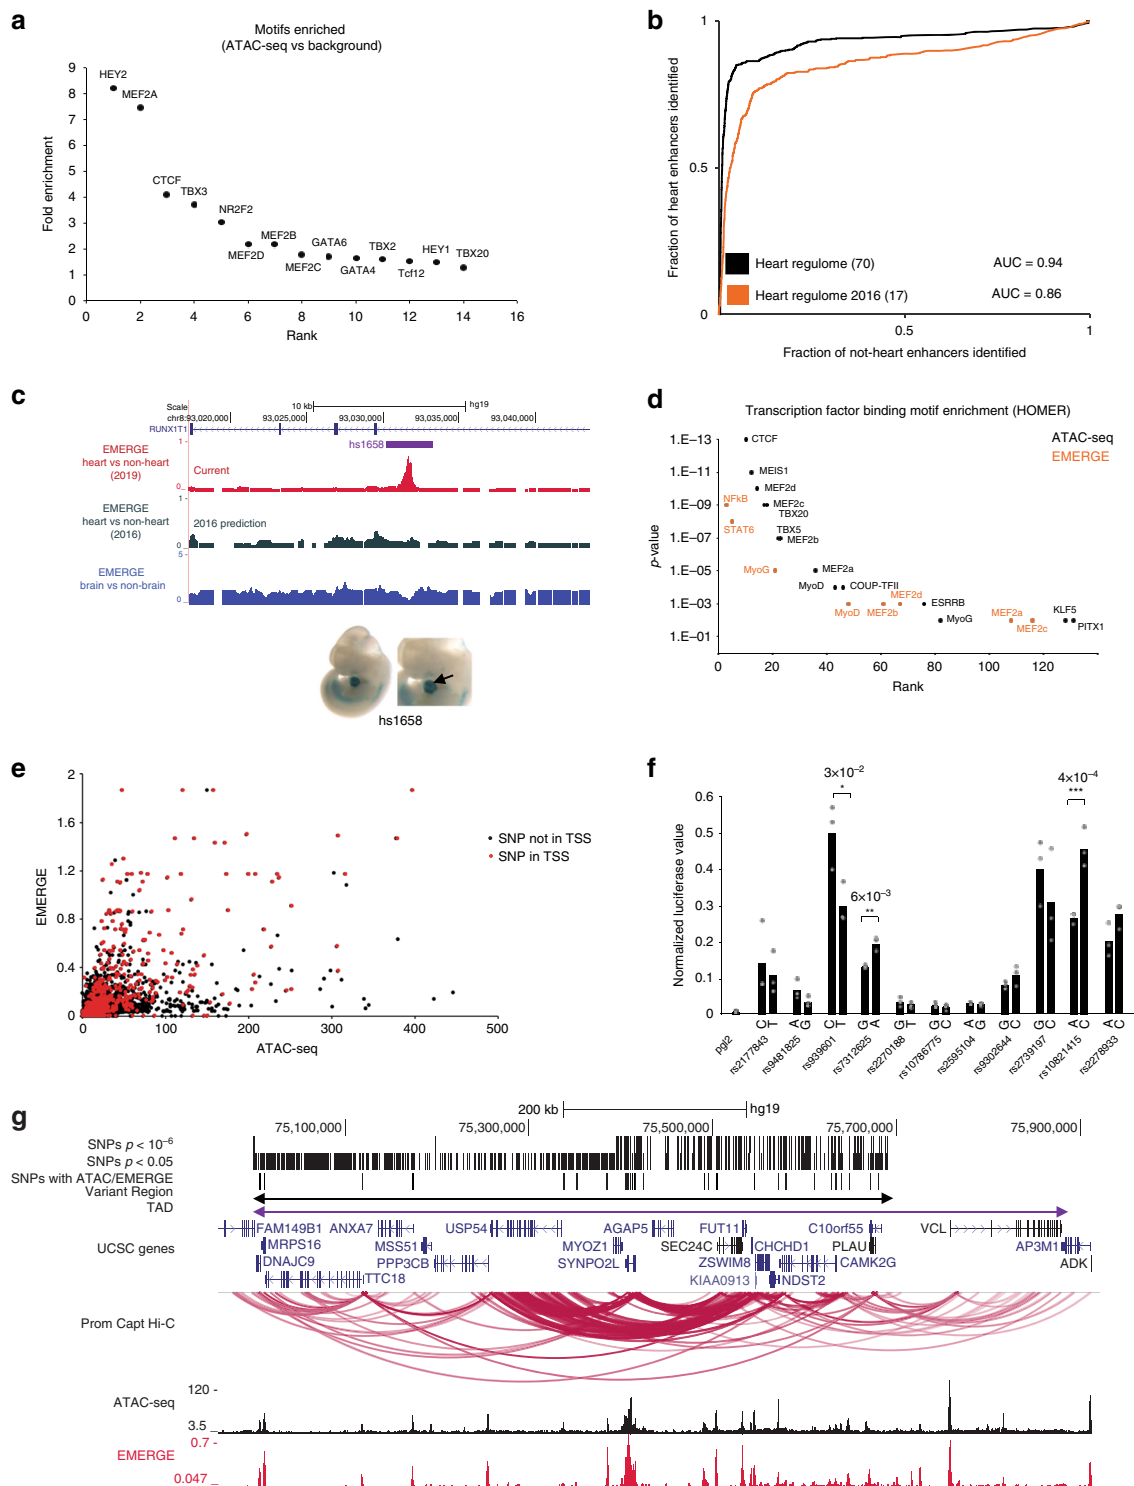 a
Motifs enriched
(ATAC-seq vs background)
Fold enrichment
9
8
7
6
5
4
3
2
1
0
HEY2
MEF2A
CTCF
TBX3
NR2F2
MEF2D
MEF2B
MEF2C
GATA6
GATA4
TBX2
Tcf12
HEY1
TBX20
0 2 4 6 8 10 12 14 16
Rank
b
Fraction of heart enhancers identified
1
0.5
0
Heart regulome (70) AUC = 0.94
Heart regulome 2016 (17) AUC = 0.86
0.5 1
Fraction of not-heart enhancers identified
c
Scale 10 kb hg19
chr8: 93,020,000 93,025,000 93,030,000 93,035,000 93,040,000
RUNX1T1
hs1658
EMERGE
heart vs non-heart
(2019)
1 -
0_
Current
EMERGE
heart vs non-heart
(2016)
1 -
0_
2016 prediction
EMERGE
brain vs non-brain
5 -
0_
hs1658
d
Transcription factor binding motif enrichment (HOMER)
ATAC-seq
EMERGE
p-value
1.E−13
1.E−11
1.E−09
1.E−07
1.E−05
1.E−03
1.E−01
CTCF
MEIS1
MEF2d
NFkB
MEF2c
TBX20
STAT6
TBX5
MEF2b
MyoG
MEF2a
MyoD
COUP-TFII
MEF2d
MyoD
MEF2b
ESRRB
MyoG
MEF2a
MEF2c
KLF5
PITX1
0 20 40 60 80 100 120
Rank
e
EMERGE
2
1.6
1.2
0.8
0.4
0
SNP not in TSS
SNP in TSS
0 100 200 300 400 500
ATAC-seq
f
Normalized luciferase value
0.6
0.5
0.4
0.3
0.2
0.1
0
3×10−2
*
6×10−3
**
4×10−4
***
C T A G C T G A G T G C A G G C G C A C A C
pgl2 rs2177843 rs9481825 rs939601 rs7312625 rs2270188 rs10786775 rs2595104 rs9302644 rs2739197 rs10821415 rs2278933
g
200 kb hg19
75,100,000 75,300,000 75,500,000 75,700,000 75,900,000
SNPs p < 10−6
SNPs p < 0.05
SNPs with ATAC/EMERGE
Variant Region
TAD
UCSC genes
FAM149B1 ANXA7 USP54 AGAP5 FUT11 C10orf55 VCL
MRPS16 MSS51 MYOZ1 SEC24C CHCHD1 PLAU AP3M1
DNAJC9 PPP3CB SYNPO2L ZSWIM8 CAMK2G ADK
TTC18 KIAA0913 NDST2
Prom Capt Hi-C
120 -
ATAC-seq
3.5 _
0.7 -
EMERGE
0.047 _